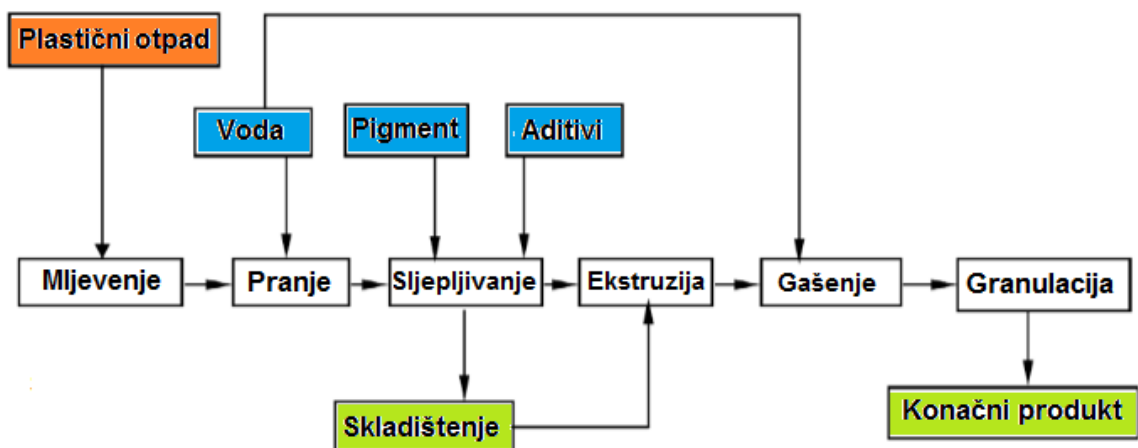 Plastični otpad
Voda
Pigment
Aditivi
Mljevenje
Pranje
Sljepljivanje
Ekstruzija
Gašenje
Granulacija
Skladištenje
Konačni produkt